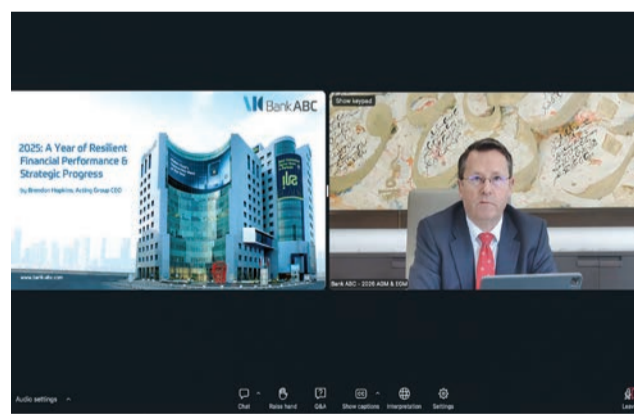 Bank ABC
2025: A Year of Resilient
Financial Performance &
Strategic Progress
by Brendon Hopkins, Acting Group CEO
www.bank-abc.com
Show keypad
Bank ABC - 2026 AGM & EGM
Audio settings
Chat
Raise hand
Q&A
Show captions
Interpretation
Settings